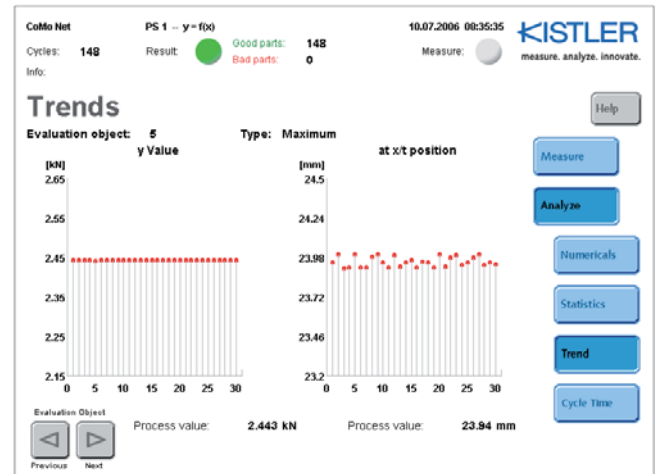 CoMo Net PS 1 -- y=f(x) 10.07.2006 08:35:35 KISTLER
measure. analyze. innovate.
Cycles: 148 Result: Good parts: 148 Measure:
Bad parts: 0
Info:
Trends
Help
Evaluation object: 5 Type: Maximum
y Value at x/t position
[kN] [mm]
2.65 24.5
2.55 24.24
2.45 23.98
2.35 23.72
2.25 23.46
2.15 23.2
0 5 10 15 20 25 30 0 5 10 15 20 25 30
Measure
Analyze
Numericals
Statistics
Trend
Cycle Time
Evaluation Object
Process value: 2.443 kN Process value: 23.94 mm
Previous Next